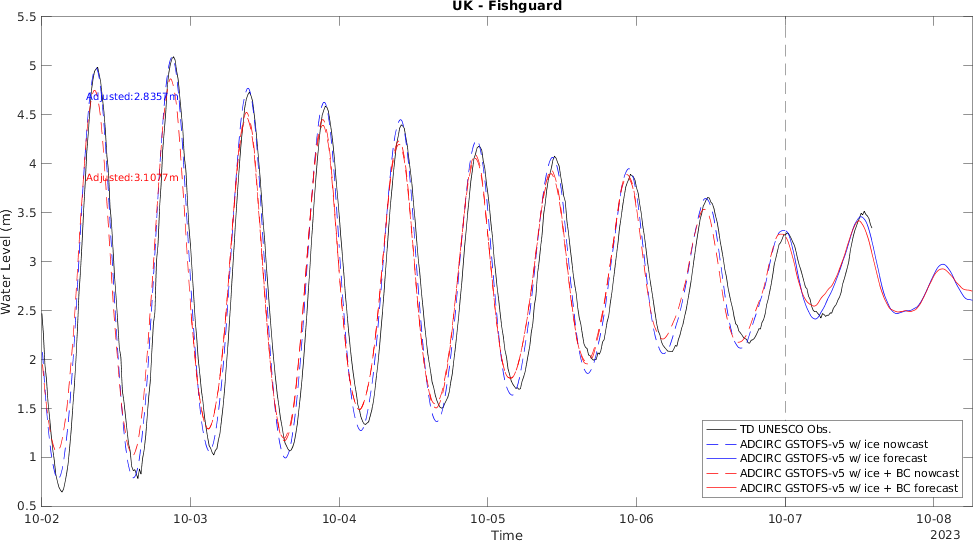 UK - Fishguard
5.5
5
4.5
4
3.5
3
2.5
2
1.5
1
0.5
Water Level (m)
Adjusted:2.8357m
Adjusted:3.1077m
TD UNESCO Obs.
ADCIRC GSTOFS-v5 w/ ice nowcast
ADCIRC GSTOFS-v5 w/ ice forecast
ADCIRC GSTOFS-v5 w/ ice + BC nowcast
ADCIRC GSTOFS-v5 w/ ice + BC forecast
10-02 10-03 10-04 10-05 10-06 10-07 10-08
Time
2023